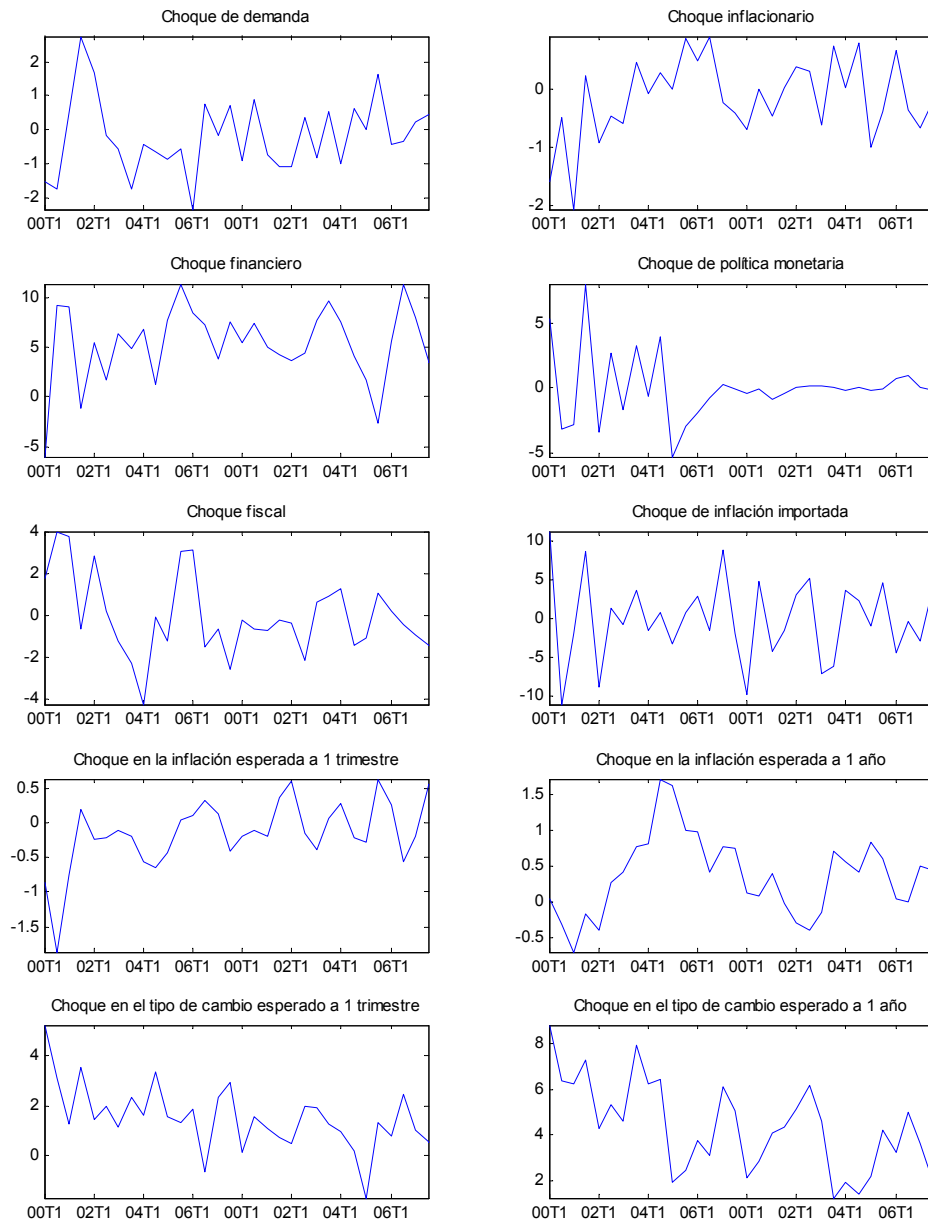 Choque de demanda
2
1
0
-1
-2
00T1 02T1 04T1 06T1 00T1 02T1 04T1 06T1
Choque inflacionario
0
-1
-2
00T1 02T1 04T1 06T1 00T1 02T1 04T1 06T1
Choque financiero
10
5
0
-5
00T1 02T1 04T1 06T1 00T1 02T1 04T1 06T1
Choque de política monetaria
5
0
-5
00T1 02T1 04T1 06T1 00T1 02T1 04T1 06T1
Choque fiscal
4
2
0
-2
-4
00T1 02T1 04T1 06T1 00T1 02T1 04T1 06T1
Choque de inflación importada
10
5
0
-5
-10
00T1 02T1 04T1 06T1 00T1 02T1 04T1 06T1
Choque en la inflación esperada a 1 trimestre
0.5
0
-0.5
-1
-1.5
00T1 02T1 04T1 06T1 00T1 02T1 04T1 06T1
Choque en la inflación esperada a 1 año
1.5
1
0.5
0
-0.5
00T1 02T1 04T1 06T1 00T1 02T1 04T1 06T1
Choque en el tipo de cambio esperado a 1 trimestre
4
2
0
00T1 02T1 04T1 06T1 00T1 02T1 04T1 06T1
Choque en el tipo de cambio esperado a 1 año
8
6
4
2
00T1 02T1 04T1 06T1 00T1 02T1 04T1 06T1